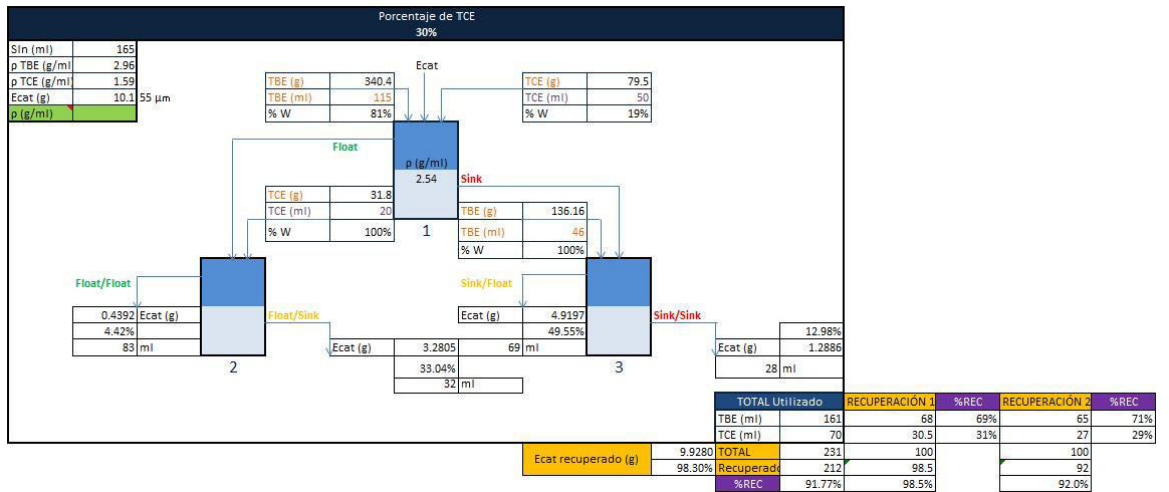 Porcentaje de TCE
30%
Sln (ml) 165
ρ TBE (g/ml 2.96
ρ TCE (g/ml) 1.59
Ecat (g) 10.1 55 µm
ρ (g/ml)
Ecat
TBE (g) 340.4 TCE (g) 79.5
TBE (ml) 115 TCE (ml) 50
% W 81% % W 19%
Float
ρ (g/ml)
2.54 Sink
TCE (g) 31.8
TCE (ml) 20 TBE (g) 136.16
% W 100% 1 TBE (ml) 46
% W 100%
Float/Float Sink/Float
0.4392 Ecat (g) Float/Sink Ecat (g) 4.9197 Sink/Sink
4.42% 49.55% 12.98%
83 ml Ecat (g) 3.2805 69 ml Ecat (g) 1.2886
2 33.04% 3 28 ml
32 ml
TOTAL Utilizado RECUPERACIÓN 1 %REC RECUPERACIÓN 2 %REC
TBE (ml) 161 68 69% 65 71%
TCE (ml) 70 30.5 31% 27 29%
Ecat recuperado (g) 9.9280 TOTAL 231 100 100
98.30% Recuperado 212 98.5 92
%REC 91.77% 98.5% 92.0%